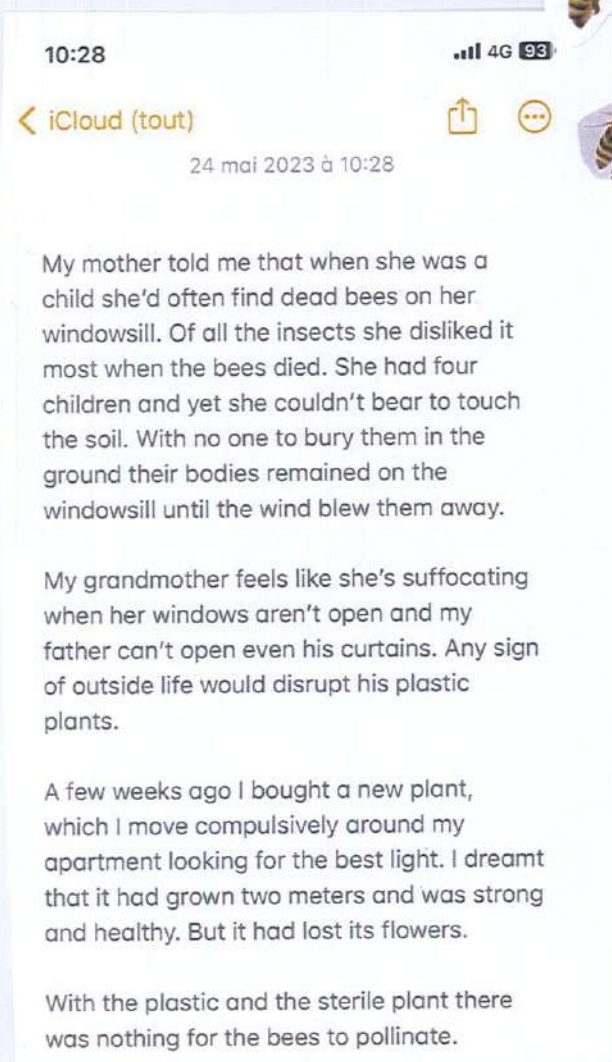 10:28
4G 93
iCloud (tout)
24 mai 2023 à 10:28
My mother told me that when she was a
child she'd often find dead bees on her
windowsill. Of all the insects she disliked it
most when the bees died. She had four
children and yet she couldn't bear to touch
the soil. With no one to bury them in the
ground their bodies remained on the
windowsill until the wind blew them away.
My grandmother feels like she's suffocating
when her windows aren't open and my
father can't open even his curtains. Any sign
of outside life would disrupt his plastic
plants.
A few weeks ago I bought a new plant,
which I move compulsively around my
apartment looking for the best light. I dreamt
that it had grown two meters and was strong
and healthy. But it had lost its flowers.
With the plastic and the sterile plant there
was nothing for the bees to pollinate.